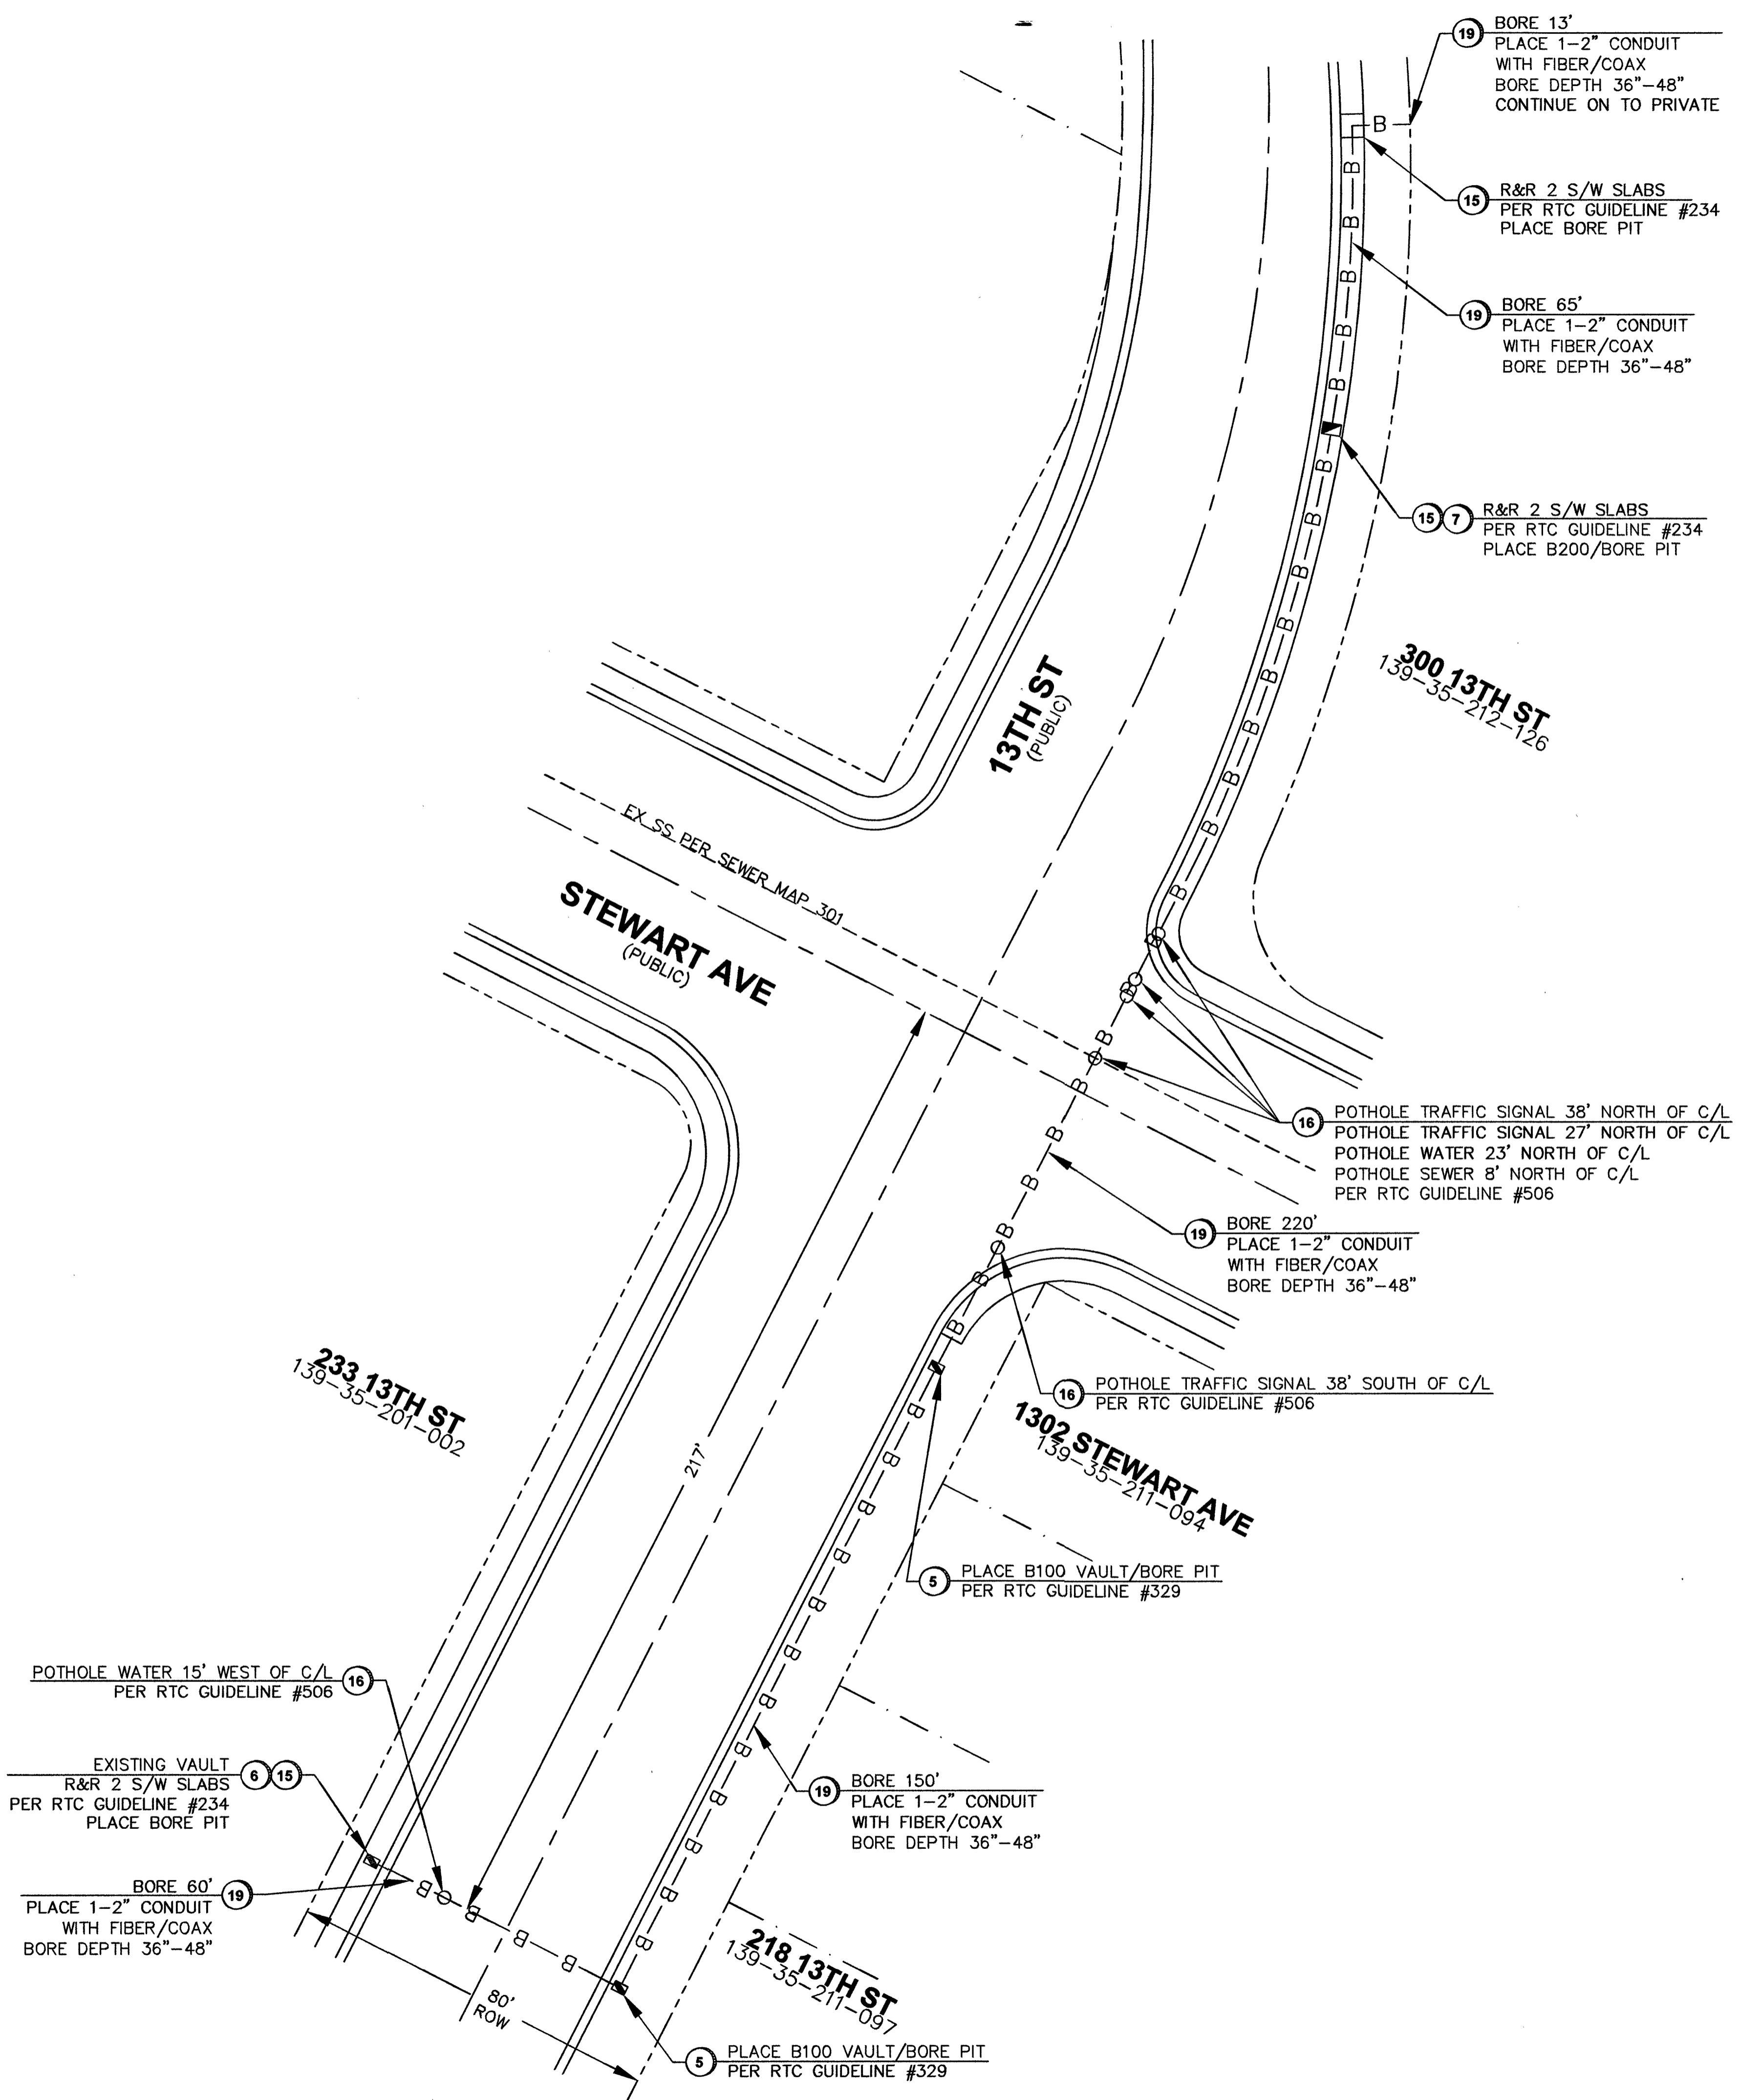 19 BORE 13'
PLACE 1-2" CONDUIT
WITH FIBER/COAX
BORE DEPTH 36"-48"
CONTINUE ON TO PRIVATE
15 R&R 2 S/W SLABS
PER RTC GUIDELINE #234
PLACE BORE PIT
19 BORE 65'
PLACE 1-2" CONDUIT
WITH FIBER/COAX
BORE DEPTH 36"-48"
15 7 R&R 2 S/W SLABS
PER RTC GUIDELINE #234
PLACE B200/BORE PIT
300 13TH ST
139-35-212-126
13TH ST
(PUBLIC)
EX SS PER SEWER MAP 301
STEWART AVE
(PUBLIC)
16 POTHOLE TRAFFIC SIGNAL 38' NORTH OF C/L
POTHOLE TRAFFIC SIGNAL 27' NORTH OF C/L
POTHOLE WATER 23' NORTH OF C/L
POTHOLE SEWER 8' NORTH OF C/L
PER RTC GUIDELINE #506
19 BORE 220'
PLACE 1-2" CONDUIT
WITH FIBER/COAX
BORE DEPTH 36"-48"
16 POTHOLE TRAFFIC SIGNAL 38' SOUTH OF C/L
PER RTC GUIDELINE #506
233 13TH ST
139-35-201-002
1302 STEWART AVE
139-35-211-094
217'
5 PLACE B100 VAULT/BORE PIT
PER RTC GUIDELINE #329
POTHOLE WATER 15' WEST OF C/L 16
PER RTC GUIDELINE #506
EXISTING VAULT 6 15
R&R 2 S/W SLABS
PER RTC GUIDELINE #234
PLACE BORE PIT
19 BORE 150'
PLACE 1-2" CONDUIT
WITH FIBER/COAX
BORE DEPTH 36"-48"
BORE 60' 19
PLACE 1-2" CONDUIT
WITH FIBER/COAX
BORE DEPTH 36"-48"
218 13TH ST
139-35-211-097
80'
ROW
5 PLACE B100 VAULT/BORE PIT
PER RTC GUIDELINE #329
B B B B B B B B B B B B B B B B B B B B B B B B B B B B B B B B B B B B B B B B B B